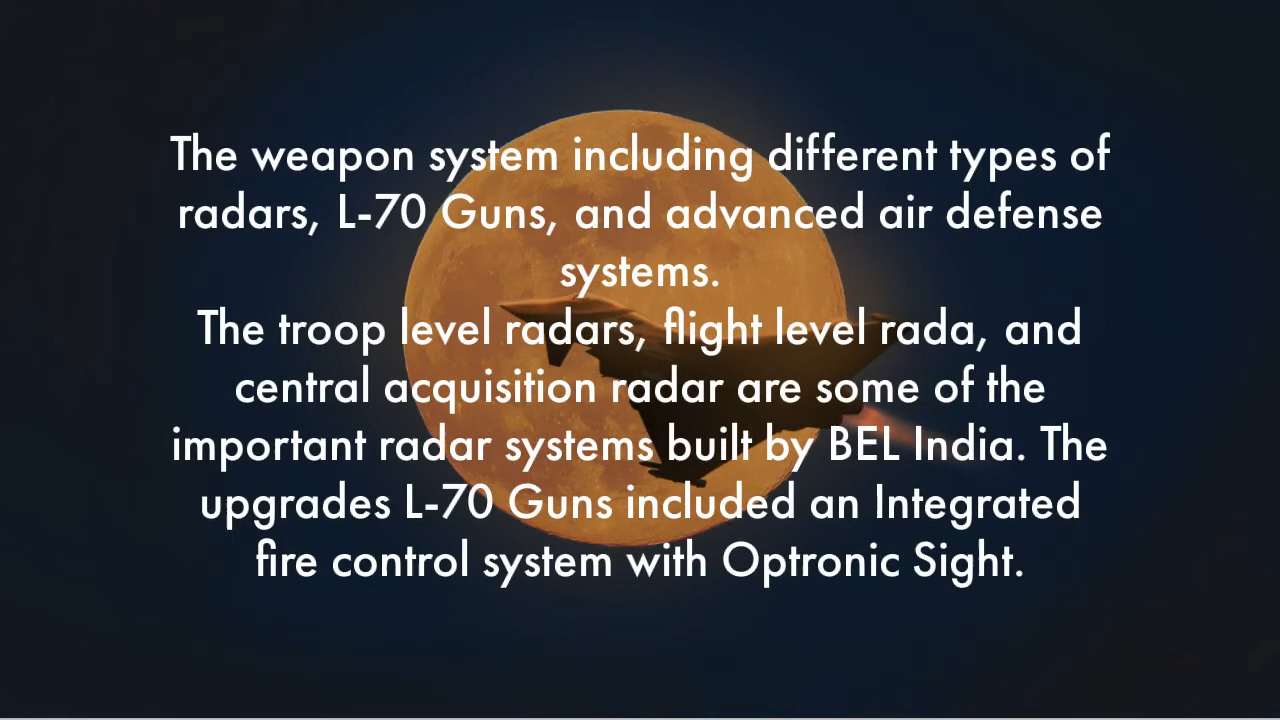 The weapon system including different types of
radars, L-70 Guns, and advanced air defense
systems.
The troop level radars, flight level rada, and
central acquisition radar are some of the
important radar systems built by BEL India. The
upgrades L-70 Guns included an Integrated
fire control system with Optronic Sight.